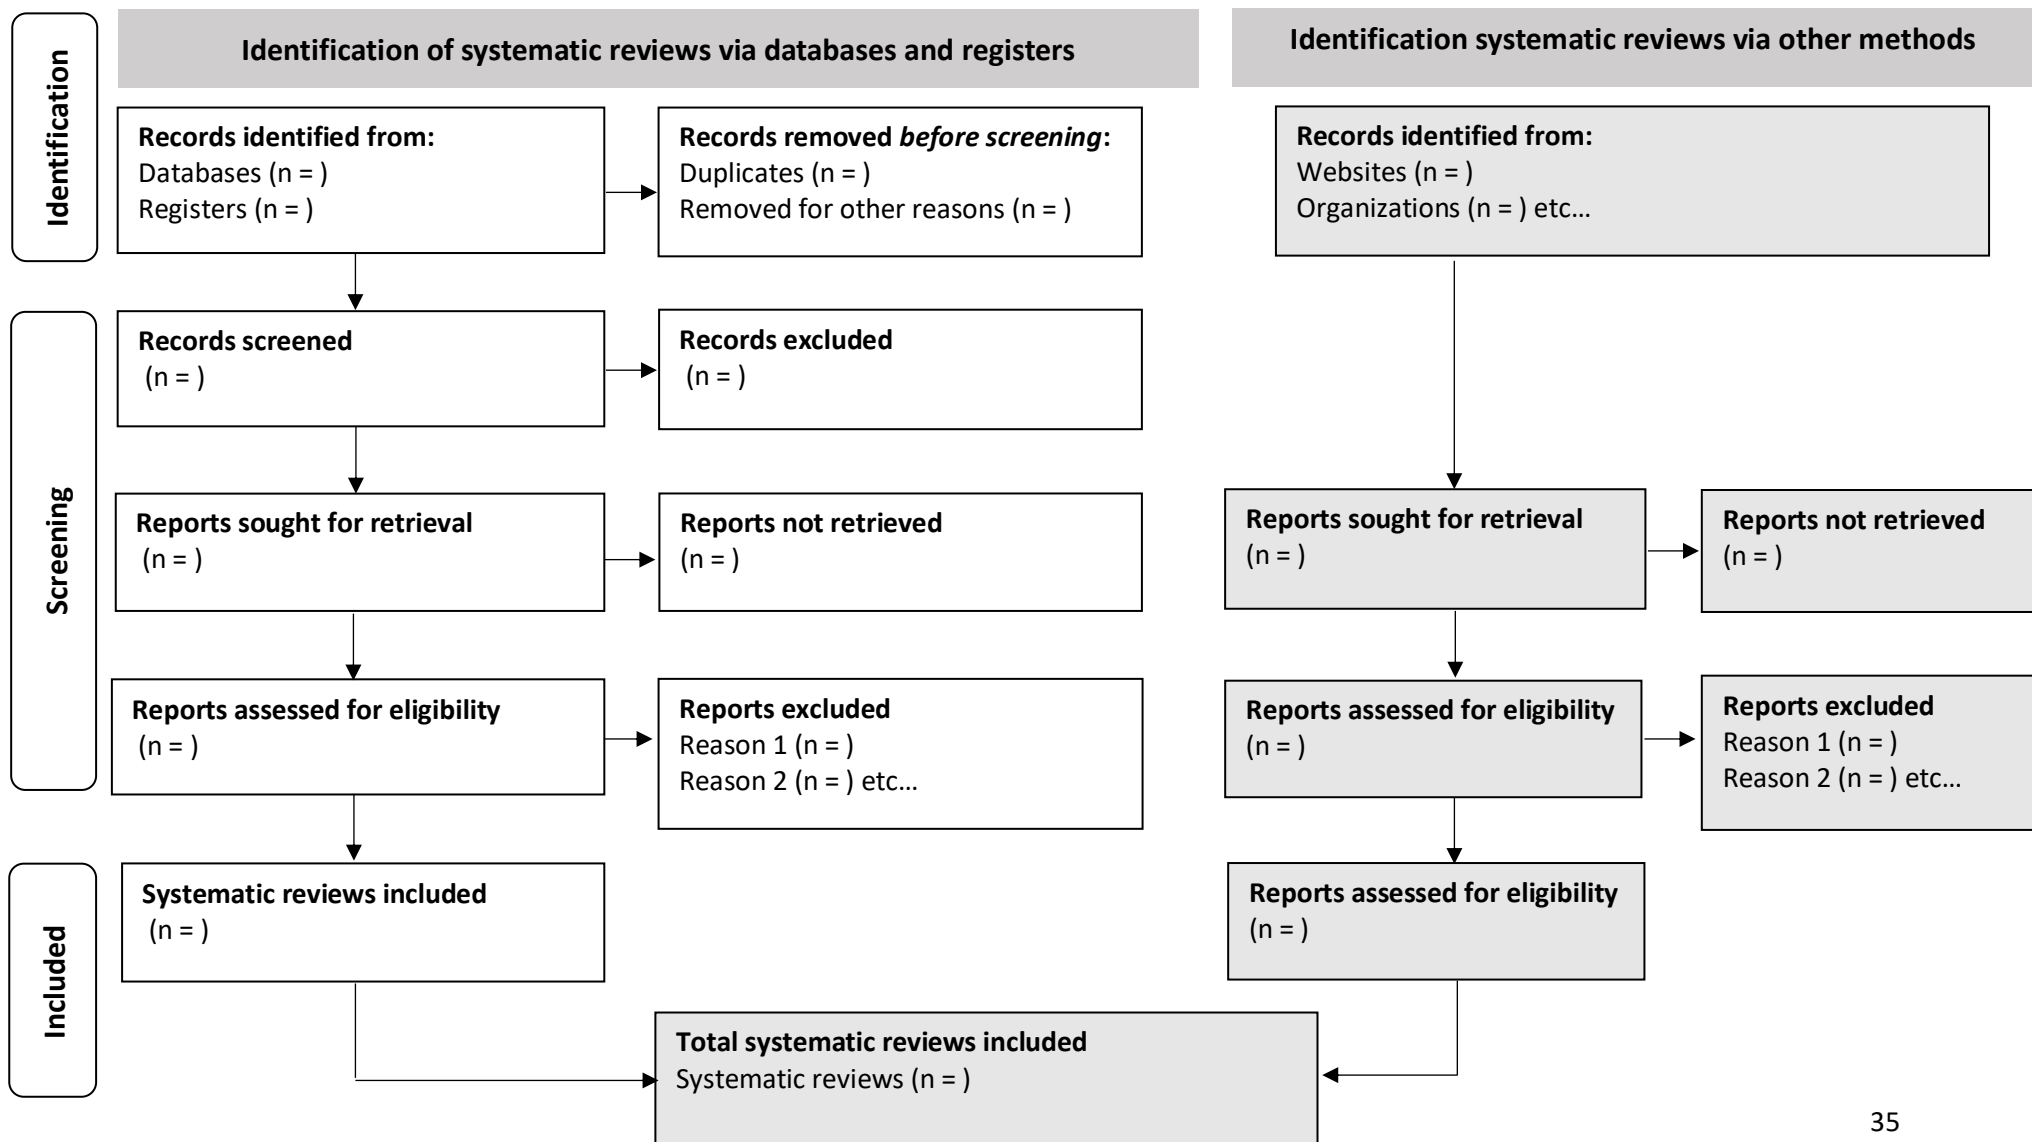 Identification of systematic reviews via databases and registers
Identification systematic reviews via other methods
Identification
Records identified from:
Databases (n = )
Registers (n = )
Records removed before screening:
Duplicates (n = )
Removed for other reasons (n = )
Records identified from:
Websites (n = )
Organizations (n = ) etc…
Screening
Records screened
(n = )
Records excluded
(n = )
Reports sought for retrieval
(n = )
Reports not retrieved
(n = )
Reports sought for retrieval
(n = )
Reports not retrieved
(n = )
Reports assessed for eligibility
(n = )
Reports excluded
Reason 1 (n = )
Reason 2 (n = ) etc…
Reports assessed for eligibility
(n = )
Reports excluded
Reason 1 (n = )
Reason 2 (n = ) etc…
Included
Systematic reviews included
(n = )
Reports assessed for eligibility
(n = )
Total systematic reviews included
Systematic reviews (n = )
35